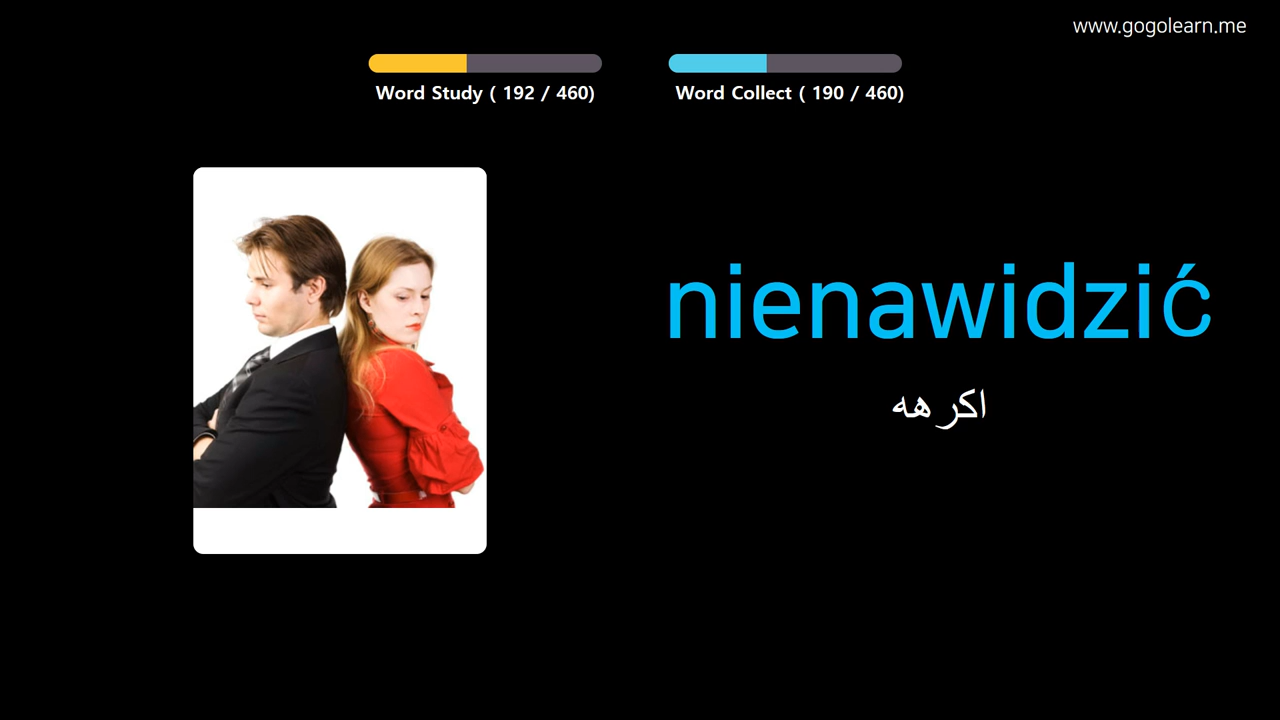 www.gogolearn.me
Word Study ( 192 / 460)
Word Collect ( 190 / 460)
nienawidzić
اكرهه